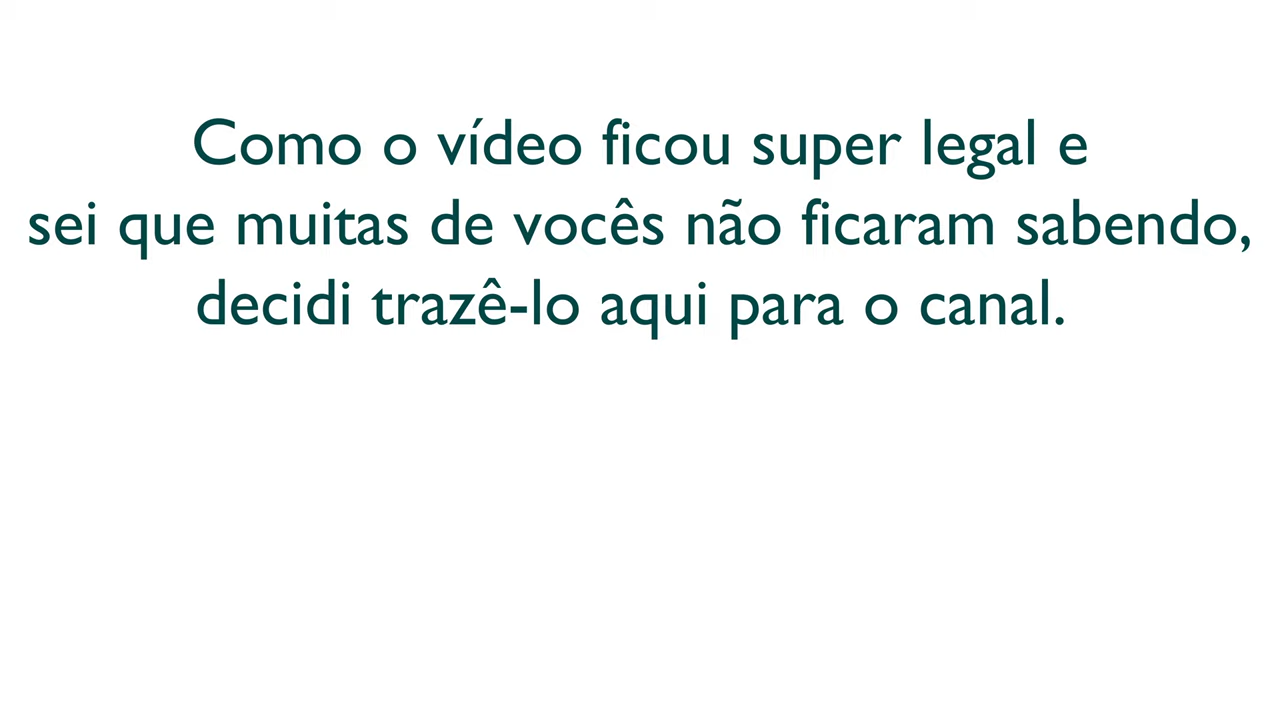 Como o vídeo ficou super legal e
sei que muitas de vocês não ficaram sabendo,
decidi trazê-lo aqui para o canal.